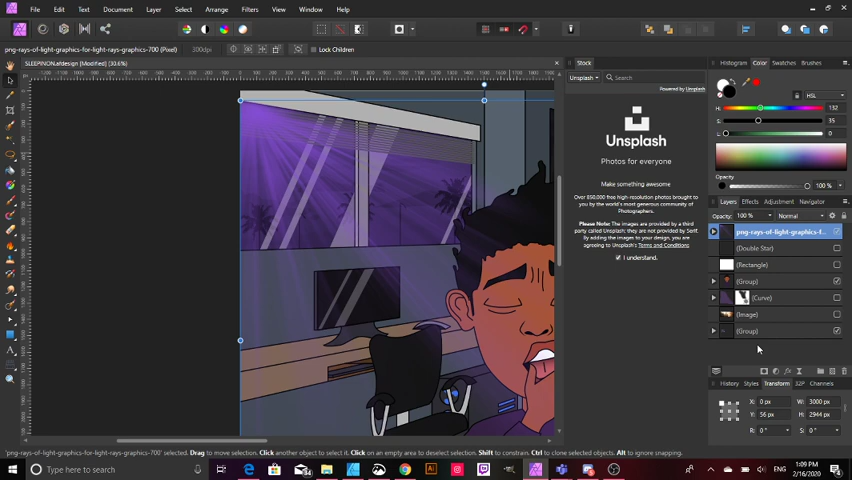 File Edit Text Document Layer Select Arrange Filters View Window Help
png-rays-of-light-graphics-for-light-rays-graphics-700 (Pixel) 300dpi Lock Children
SLEEPINON.afdesign [Modified] (30.6%)
Stock
Unsplash Search
Powered by Unsplash
Unsplash
Photos for everyone
Make something awesome
Over 850,000 free high-resolution photos brought to
you by the world's most generous community of
Photographers.
Please Note: The images are provided by a third
party called Unsplash; they are not provided by Serif.
By adding the images to your design, you are
agreeing to Unsplash's Terms and Conditions
I understand.
Histogram Color Swatches Brushes
HSL
H: 132
S: 35
L: 0
Opacity
100 %
Layers Effects Adjustment Navigator
Opacity: 100 % Normal
png-rays-of-light-graphics-f...
(Double Star)
(Rectangle)
(Group)
(Curve)
(Image)
(Group)
History Styles Transform 32P Channels
X: 0 px W: 3000 px
Y: 56 px H: 2944 px
R: 0 ° S: 0 °
'png-rays-of-light-graphics-for-light-rays-graphics-700' selected. Drag to move selection. Click another object to select it. Click on an empty area to deselect selection. Shift to constrain. Ctrl to clone selected objects. Alt to ignore snapping.
Type here to search
1:09 PM
ENG
2/16/2020